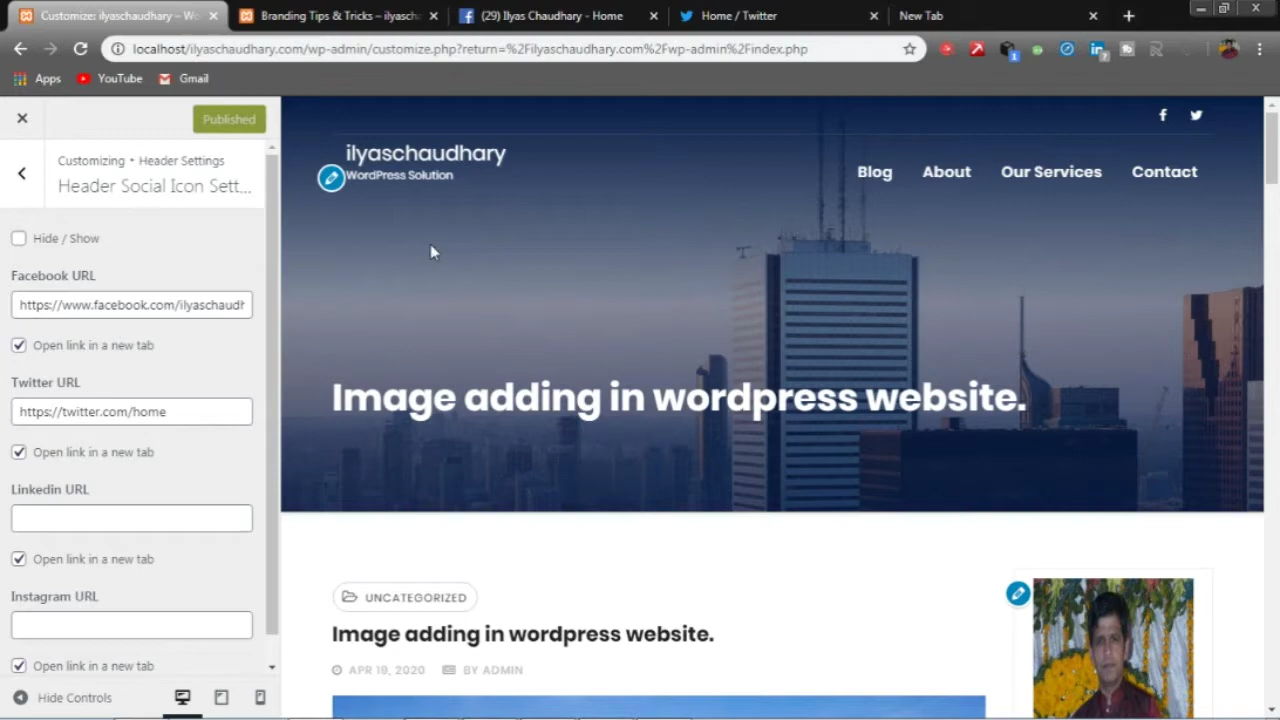 Customize: ilyaschaudhary – Wo
Branding Tips & Tricks – ilyasch
(29) Ilyas Chaudhary - Home
Home / Twitter
New Tab
localhost/ilyaschaudhary.com/wp-admin/customize.php?return=%2Filyaschaudhary.com%2Fwp-admin%2Findex.php
Apps
YouTube
Gmail
Published
Customizing • Header Settings
Header Social Icon Sett...
Hide / Show
Facebook URL
https://www.facebook.com/ilyaschaudh
Open link in a new tab
Twitter URL
https://twitter.com/home
Open link in a new tab
Linkedin URL
Open link in a new tab
Instagram URL
Open link in a new tab
Hide Controls
ilyaschaudhary
WordPress Solution
Blog
About
Our Services
Contact
Image adding in wordpress website.
UNCATEGORIZED
Image adding in wordpress website.
APR 19, 2020
BY ADMIN